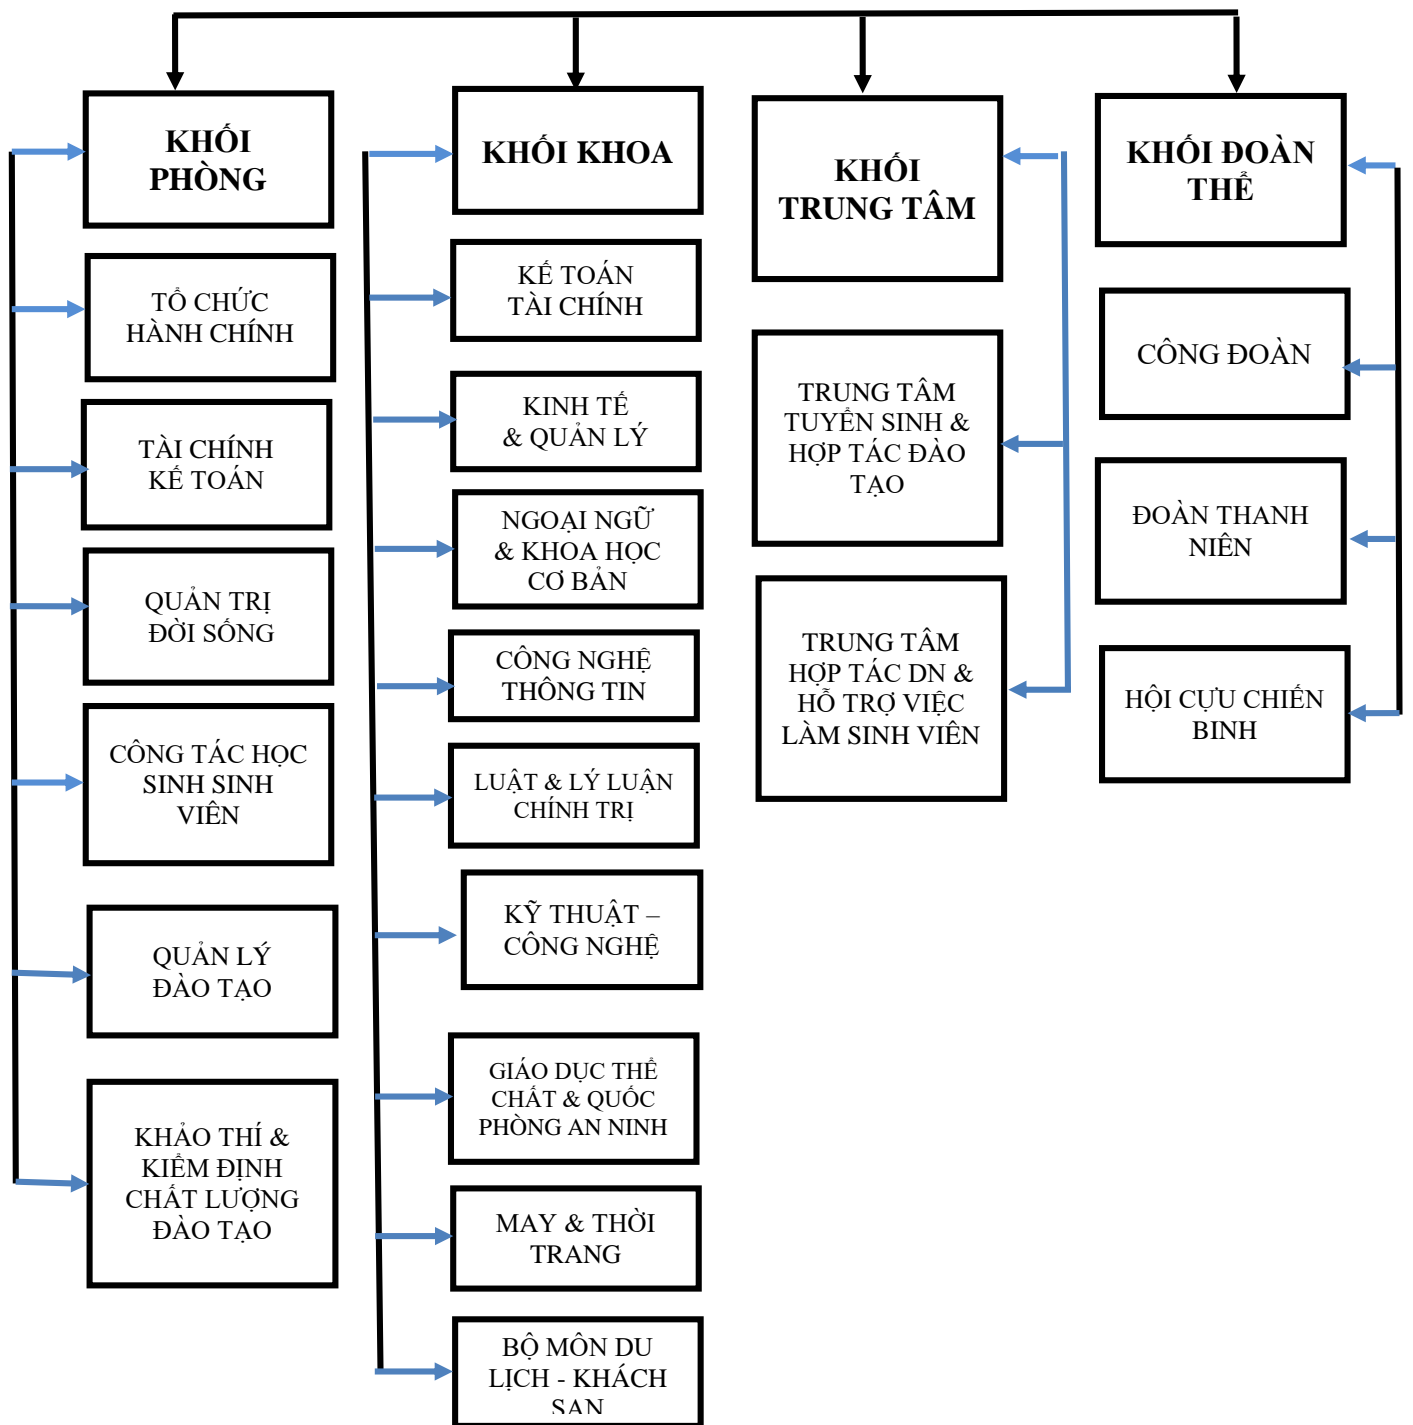 KHỐI
PHÒNG
TỔ CHỨC
HÀNH CHÍNH
TÀI CHÍNH
KẾ TOÁN
QUẢN TRỊ
ĐỜI SỐNG
CÔNG TÁC HỌC
SINH SINH
VIÊN
QUẢN LÝ
ĐÀO TẠO
KHẢO THÍ &
KIỂM ĐỊNH
CHẤT LƯỢNG
ĐÀO TẠO
KHỐI KHOA
KẾ TOÁN
TÀI CHÍNH
KINH TẾ
& QUẢN LÝ
NGOẠI NGỮ
& KHOA HỌC
CƠ BẢN
CÔNG NGHỆ
THÔNG TIN
LUẬT & LÝ LUẬN
CHÍNH TRỊ
KỸ THUẬT –
CÔNG NGHỆ
GIÁO DỤC THỂ
CHẤT & QUỐC
PHÒNG AN NINH
MAY & THỜI
TRANG
BỘ MÔN DU
LỊCH - KHÁCH
SẠN
KHỐI
TRUNG TÂM
TRUNG TÂM
TUYỂN SINH &
HỢP TÁC ĐÀO
TẠO
TRUNG TÂM
HỢP TÁC DN &
HỖ TRỢ VIỆC
LÀM SINH VIÊN
KHỐI ĐOÀN
THỂ
CÔNG ĐOÀN
ĐOÀN THANH
NIÊN
HỘI CỰU CHIẾN
BINH